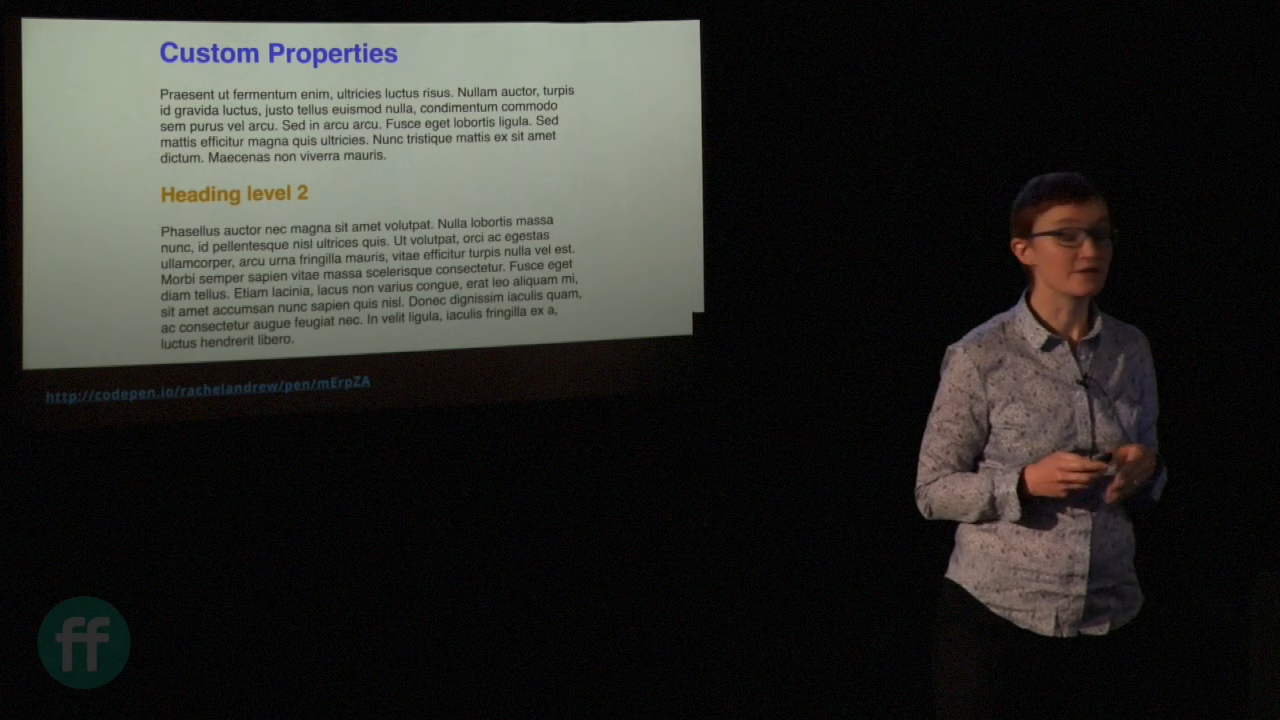 Custom Properties
Praesent ut fermentum enim, ultricies luctus risus. Nullam auctor, turpis
id gravida luctus, justo tellus euismod nulla, condimentum commodo
sem purus vel arcu. Sed in arcu arcu. Fusce eget lobortis ligula. Sed
mattis efficitur magna quis ultricies. Nunc tristique mattis ex sit amet
dictum. Maecenas non viverra mauris.
Heading level 2
Phasellus auctor nec magna sit amet volutpat. Nulla lobortis massa
nunc, id pellentesque nisl ultrices quis. Ut volutpat, orci ac egestas
ullamcorper, arcu urna fringilla mauris, vitae efficitur turpis nulla vel est.
Morbi semper sapien vitae massa scelerisque consectetur. Fusce eget
diam tellus. Etiam lacinia, lacus non varius congue, erat leo aliquam mi,
sit amet accumsan nunc sapien quis nisl. Donec dignissim iaculis quam,
ac consectetur augue feugiat nec. In velit ligula, iaculis fringilla ex a,
luctus hendrerit libero.
http://codepen.io/rachelandrew/pen/mErpZA
ff